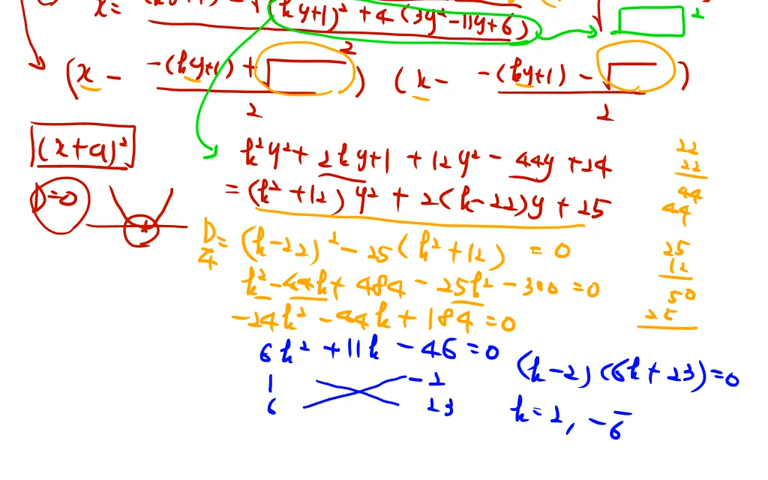 (ky+1)² + 4(3y²-11y+6)
x =
2
(x - -(ky+1)+√ / 2) (x - -(ky+1)-√ / 2)
(x+a)²
D=0
k²y²+2ky+1+12y²-44y+24
=(k²+12)y²+2(k-22)y+25
D/4=(k-22)²-25(k²+12)=0
k²-44k+484-25k²-300=0
-24k²-44k+184=0
6k²+11k-46=0
1 -2
6 23
(k-2)(6k+23)=0
k=2, -‾6
22
22
44
44
25
12
50
25